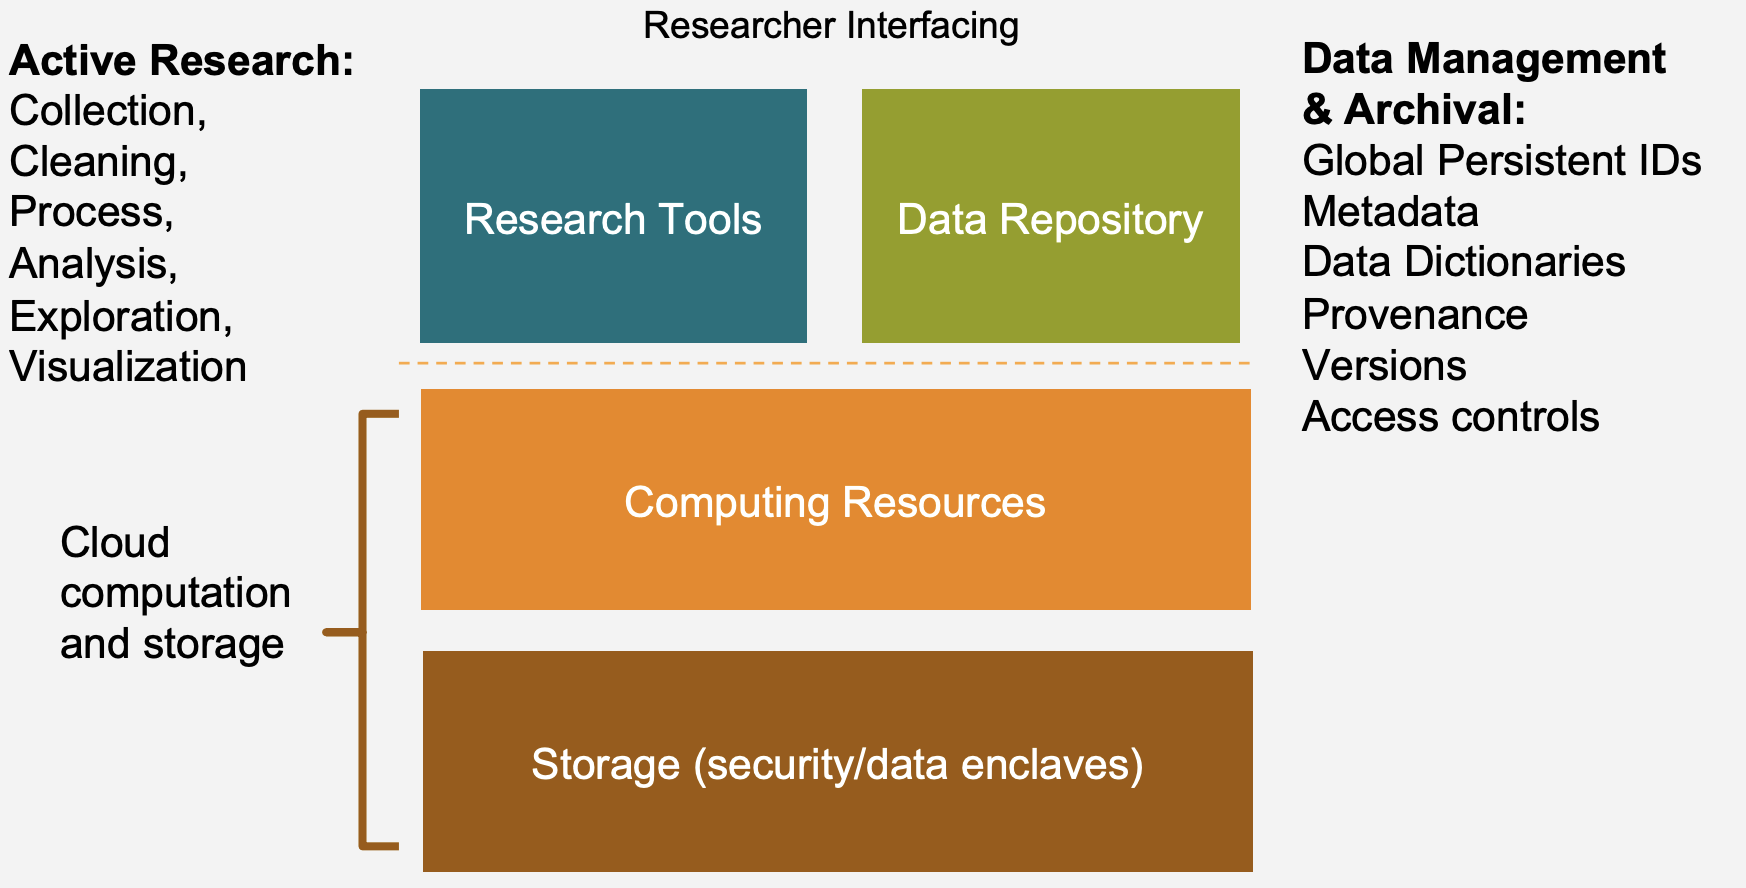 Researcher Interfacing
Active Research:
Collection,
Cleaning,
Process,
Analysis,
Exploration,
Visualization
Research Tools
Data Repository
Data Management
& Archival:
Global Persistent IDs
Metadata
Data Dictionaries
Provenance
Versions
Access controls
Cloud
computation
and storage
Computing Resources
Storage (security/data enclaves)